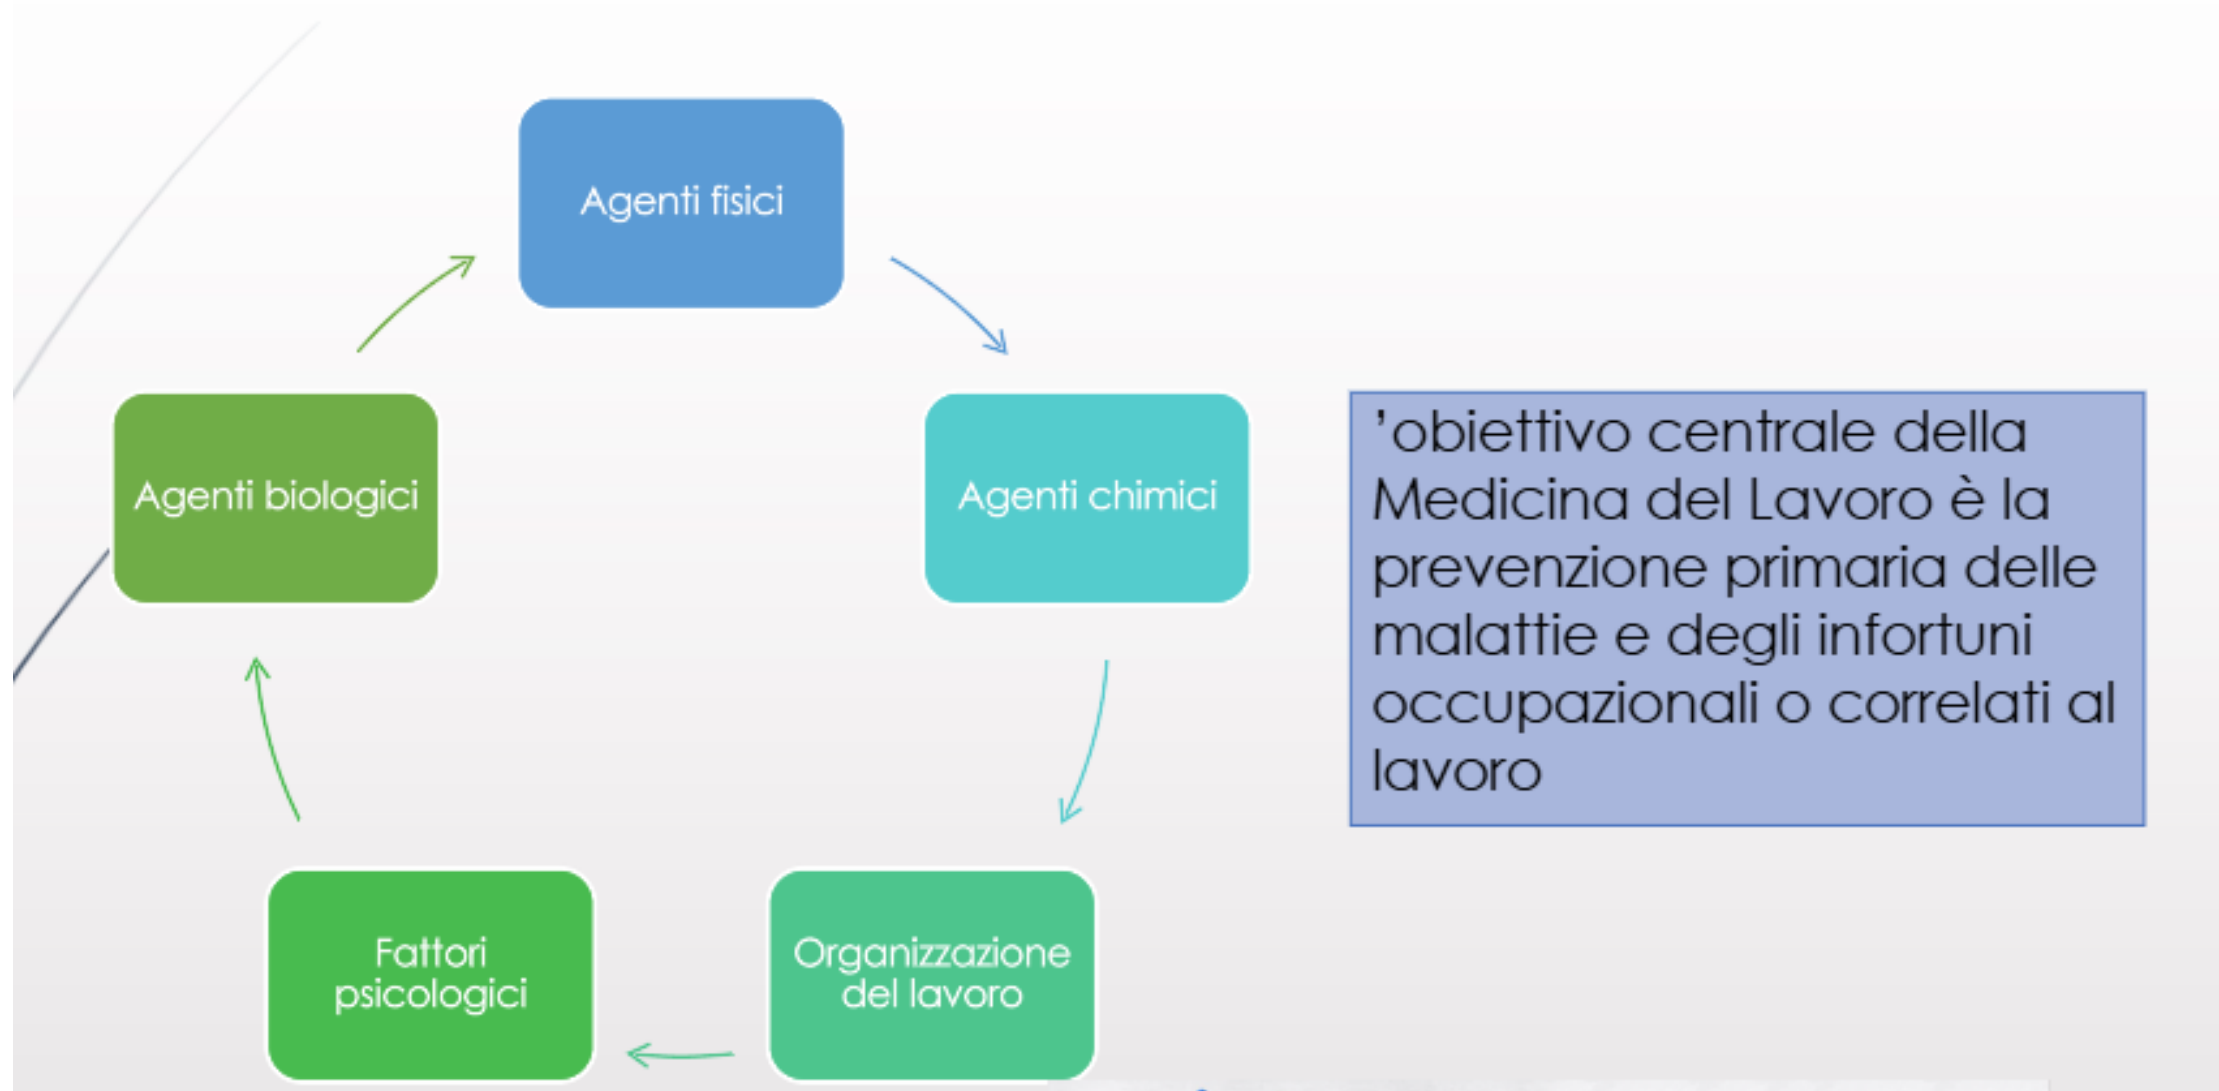 Agenti fisici
Agenti biologici
Agenti chimici
Fattori
psicologici
Organizzazione
del lavoro
’obiettivo centrale della
Medicina del Lavoro è la
prevenzione primaria delle
malattie e degli infortuni
occupazionali o correlati al
lavoro